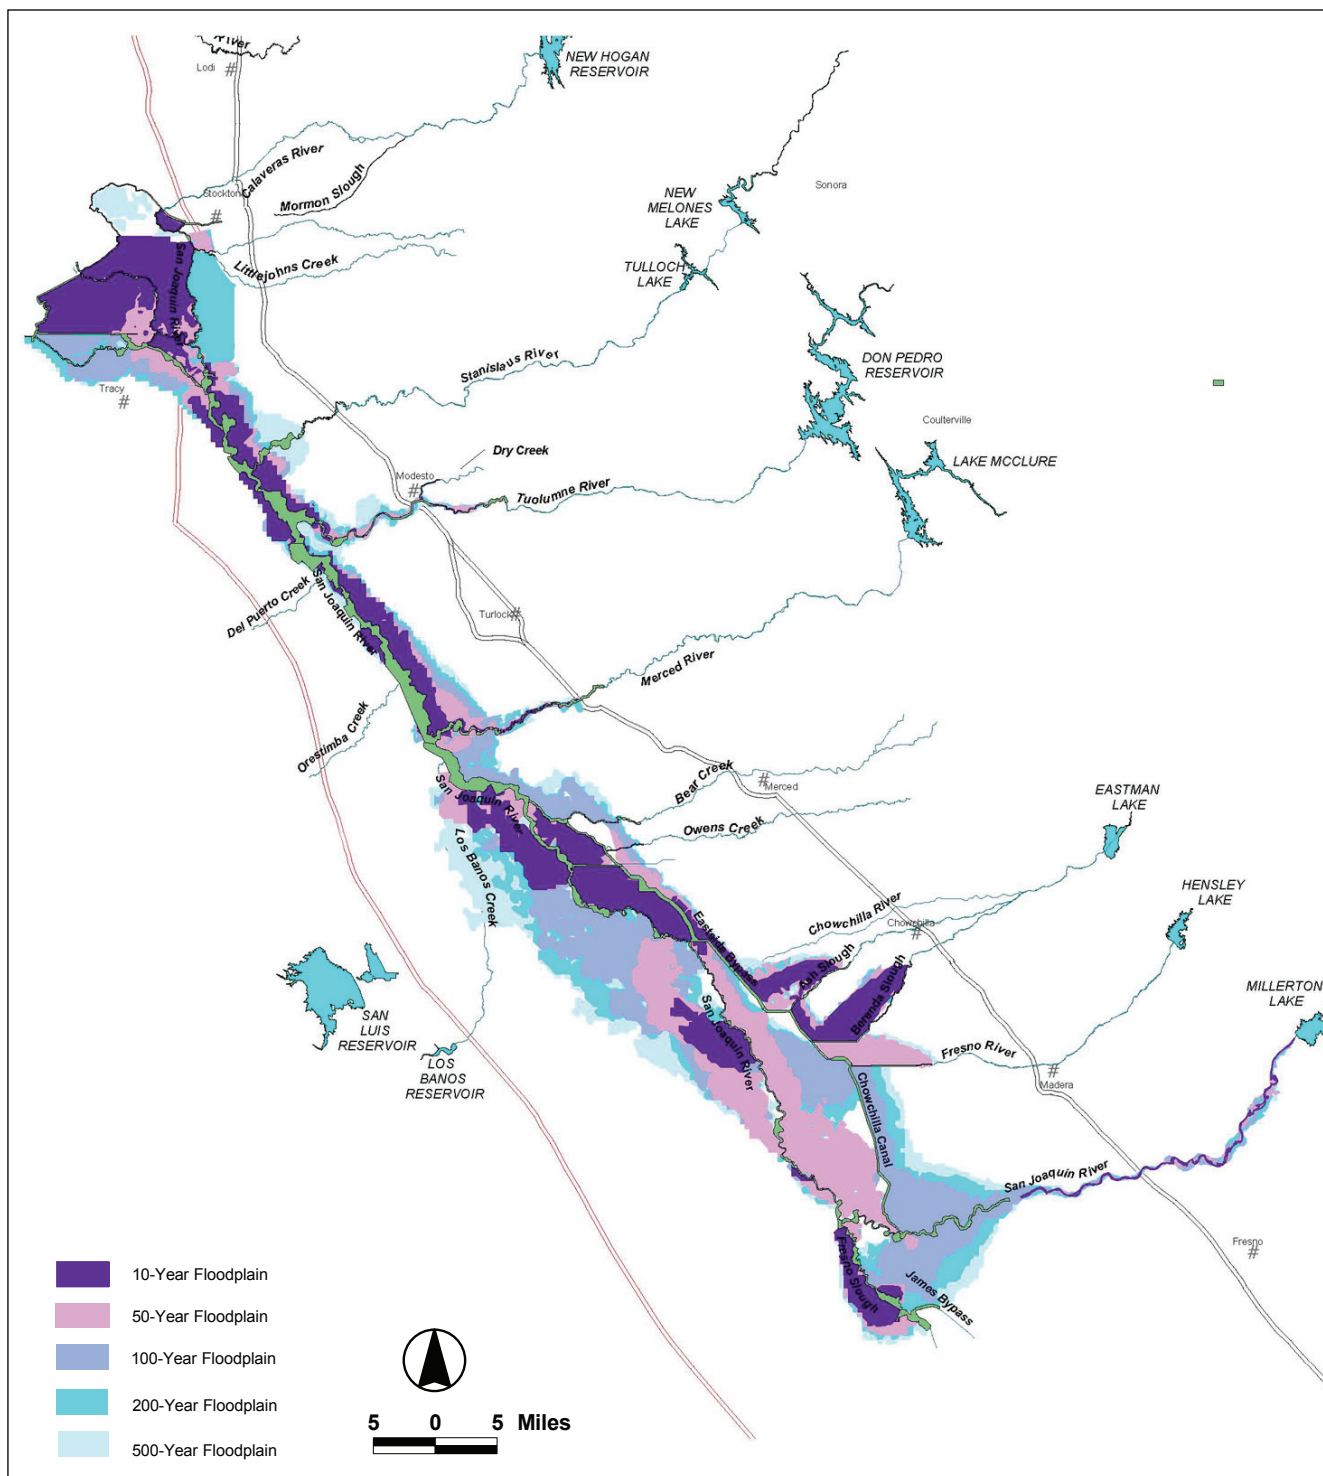 River
Lodi
NEW HOGAN
RESERVOIR
Calaveras River
Mormon Slough
Stockton
Sonora
NEW
MELONES
LAKE
TULLOCH
LAKE
Littlejohns Creek
San Joaquin River
Stanislaus River
DON PEDRO
RESERVOIR
Tracy
Coulterville
LAKE MCCLURE
Dry Creek
Modesto
Tuolumne River
Del Puerto Creek
San Joaquin River
Turlock
Merced River
Orestimba Creek
San Joaquin River
Bear Creek
Merced
EASTMAN
LAKE
Owens Creek
Los Banos Creek
HENSLEY
LAKE
Chowchilla River
Chowchilla
Eastside Bypass
Ash Slough
Berenda Slough
MILLERTON
LAKE
SAN
LUIS
RESERVOIR
San Joaquin River
Fresno River
LOS
BANOS
RESERVOIR
Madera
Chowchilla Canal
San Joaquin River
Fresno
Fresno Slough
James Bypass
10-Year Floodplain
50-Year Floodplain
100-Year Floodplain
200-Year Floodplain
500-Year Floodplain
5 0 5 Miles